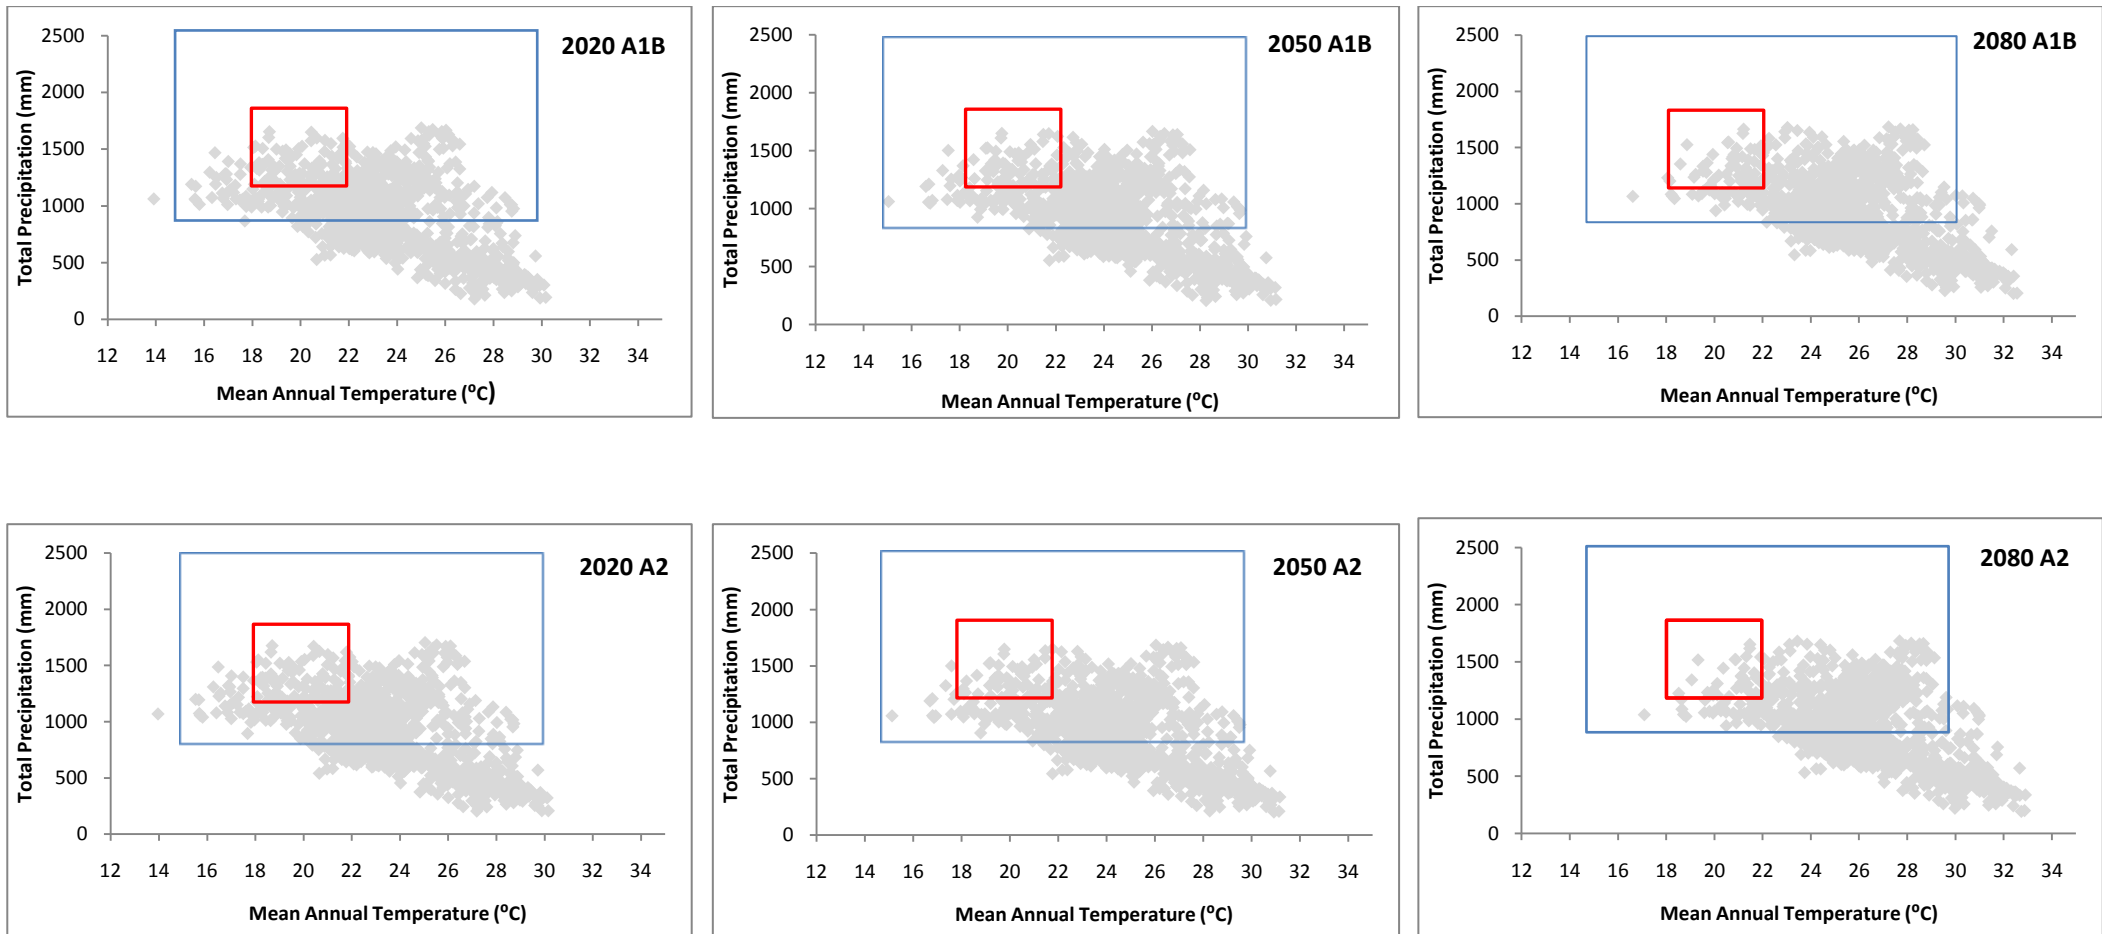 2020 A1B
Total Precipitation (mm)
2500
2000
1500
1000
500
0
12 14 16 18 20 22 24 26 28 30 32 34
Mean Annual Temperature (⁰C)
2050 A1B
Total Precipitation (mm)
2500
2000
1500
1000
500
0
12 14 16 18 20 22 24 26 28 30 32 34
Mean Annual Temperature (⁰C)
2080 A1B
Total Precipitation (mm)
2500
2000
1500
1000
500
0
12 14 16 18 20 22 24 26 28 30 32 34
Mean Annual Temperature (⁰C)
2020 A2
Total Precipitation (mm)
2500
2000
1500
1000
500
0
12 14 16 18 20 22 24 26 28 30 32 34
Mean Annual Temperature (⁰C)
2050 A2
Total Precipitation (mm)
2500
2000
1500
1000
500
0
12 14 16 18 20 22 24 26 28 30 32 34
Mean Annual Temperature (⁰C)
2080 A2
Total Precipitation (mm)
2500
2000
1500
1000
500
0
12 14 16 18 20 22 24 26 28 30 32 34
Mean Annual Temperature (⁰C)